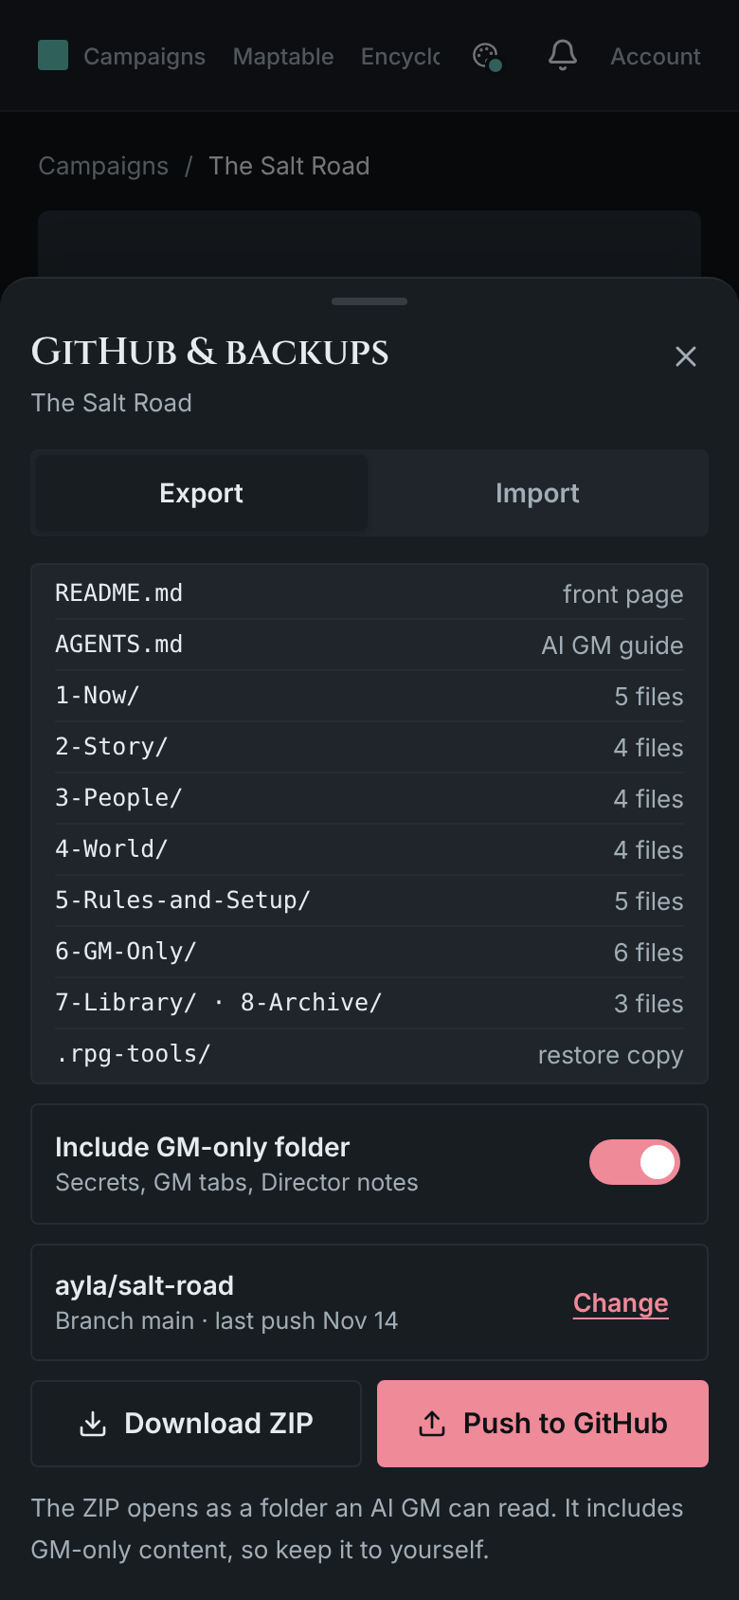 Campaigns Maptable Encycl Account
Campaigns / The Salt Road
GitHub & backups
The Salt Road
Export Import
README.md front page
AGENTS.md AI GM guide
1-Now/ 5 files
2-Story/ 4 files
3-People/ 4 files
4-World/ 4 files
5-Rules-and-Setup/ 5 files
6-GM-Only/ 6 files
7-Library/ · 8-Archive/ 3 files
.rpg-tools/ restore copy
Include GM-only folder
Secrets, GM tabs, Director notes
ayla/salt-road
Branch main · last push Nov 14
Change
Download ZIP Push to GitHub
The ZIP opens as a folder an AI GM can read. It includes
GM-only content, so keep it to yourself.